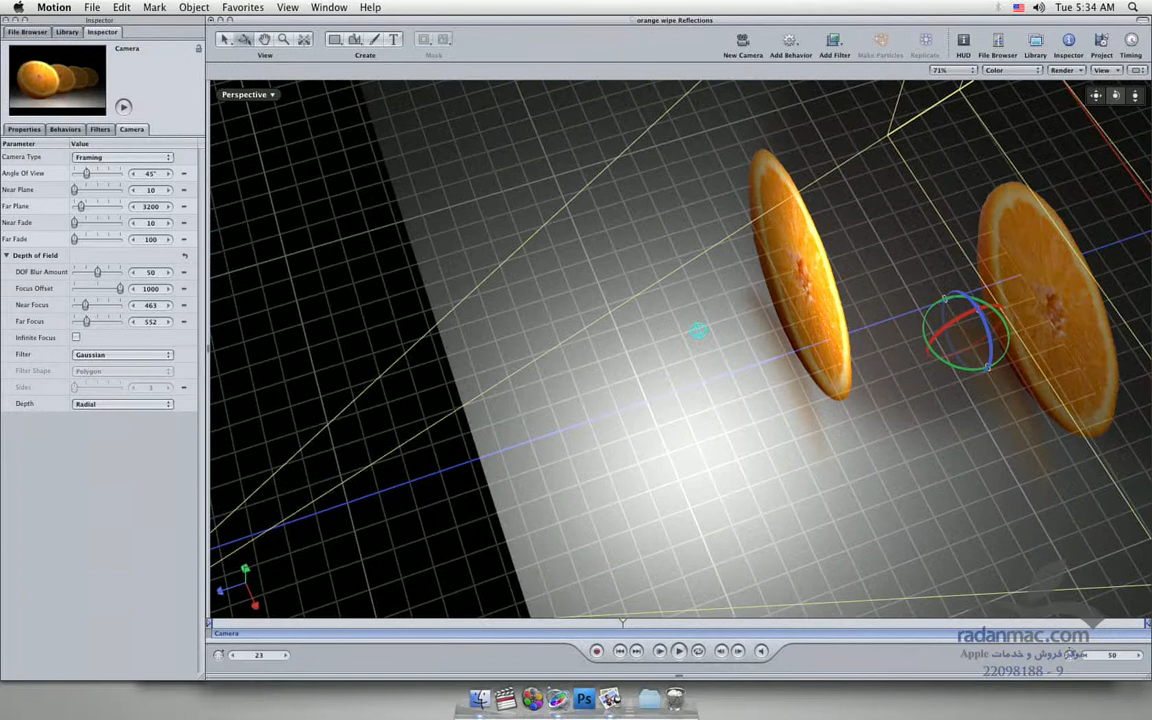 Motion File Edit Mark Object Favorites View Window Help Tue 5:34 AM
Inspector
orange wipe Reflections
File Browser Library Inspector
Camera
View Create Mask New Camera Add Behavior Add Filter Make Particles Replicate HUD File Browser Library Inspector Project Timing
71% Color Render View
Perspective
Properties Behaviors Filters Camera
Parameter Value
Camera Type Framing
Angle Of View 45°
Near Plane 10
Far Plane 3200
Near Fade 10
Far Fade 100
Depth of Field
DOF Blur Amount 50
Focus Offset 1000
Near Focus 463
Far Focus 552
Infinite Focus
Filter Gaussian
Filter Shape Polygon
Sides 3
Depth Radial
Camera
23 50
radanmac.com
مرکز فروش و خدمات Apple
22098188 - 9
Ps